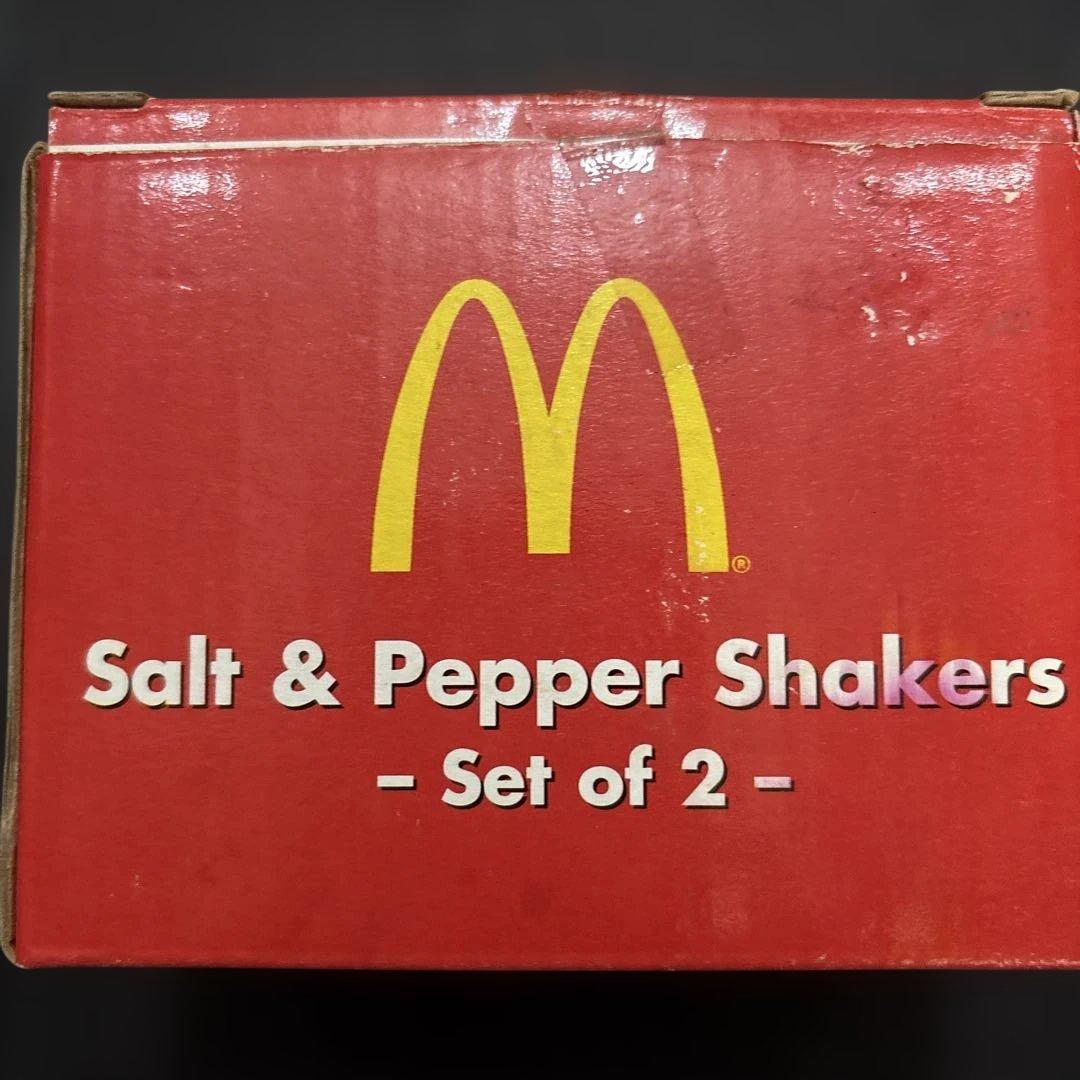 M®
Salt & Pepper Shakers
– Set of 2 –